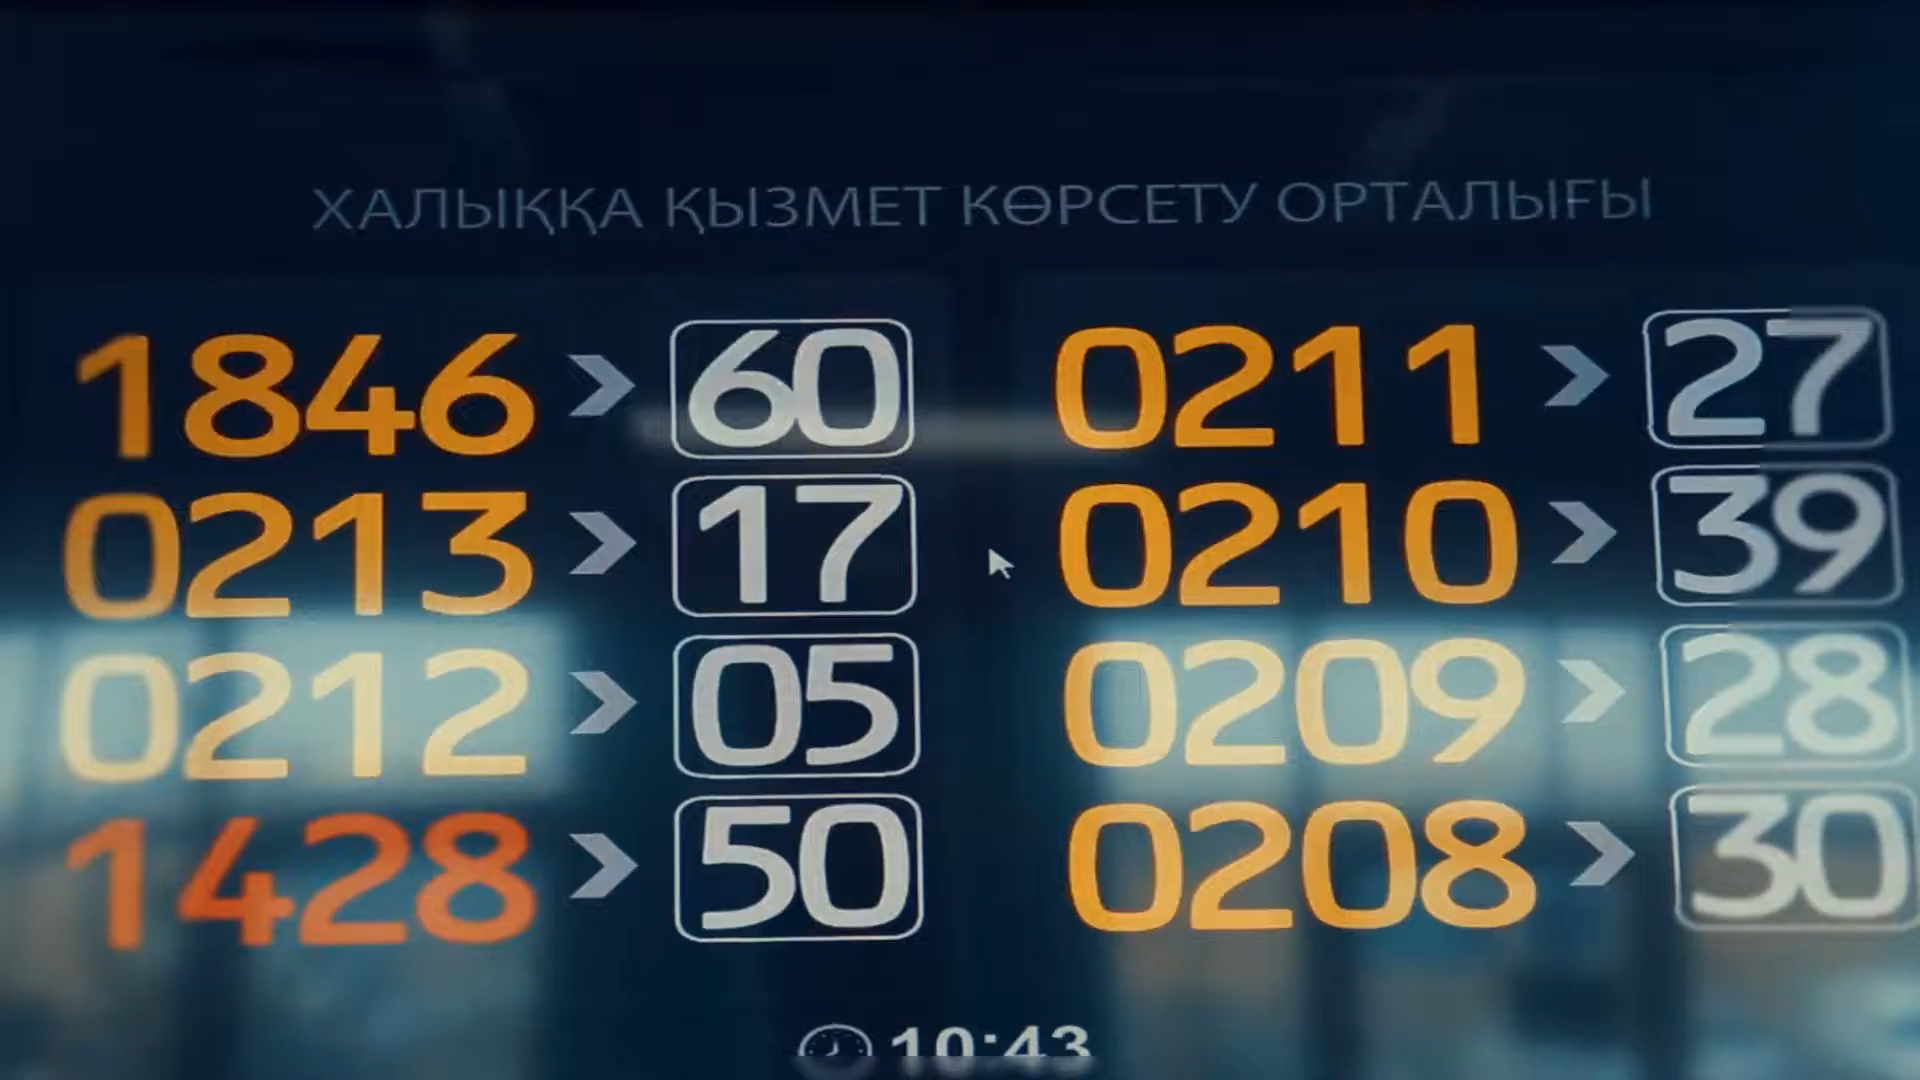 ХАЛЫҚҚА ҚЫЗМЕТ КӨРСЕТУ ОРТАЛЫҒЫ
1846 > 60 0211 > 27
0213 > 17 0210 > 39
0212 > 05 0209 > 28
1428 > 50 0208 > 30
10:43